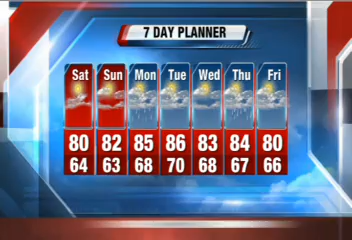 7 DAY PLANNER
Sat Sun Mon Tue Wed Thu Fri
80 82 85 86 83 84 80
64 63 68 70 68 67 66